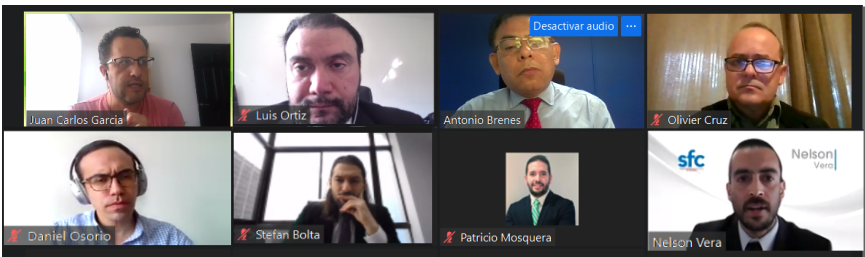 Desactivar audio ...
Juan Carlos Garcia
Luis Ortiz
Antonio Brenes
Olivier Cruz
sfc
Nelson
Vera
Daniel Osorio
Stefan Bolta
Patricio Mosquera
Nelson Vera